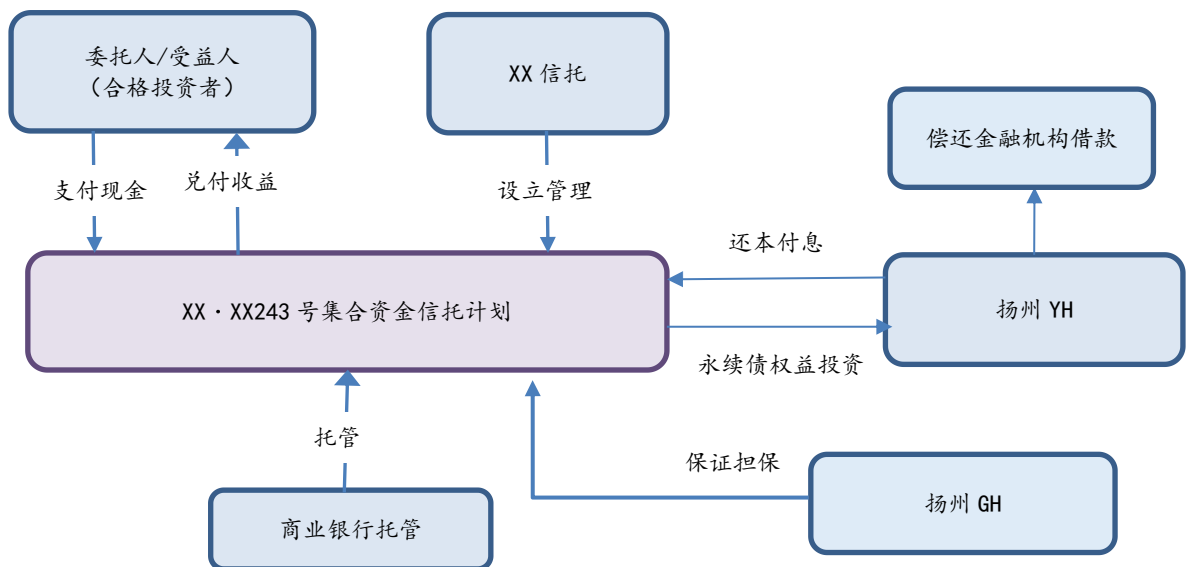 委托人/受益人
（合格投资者）
XX 信托
偿还金融机构借款
支付现金
兑付收益
设立管理
还本付息
XX·XX243 号集合资金信托计划
扬州 YH
永续债权益投资
托管
保证担保
商业银行托管
扬州 GH